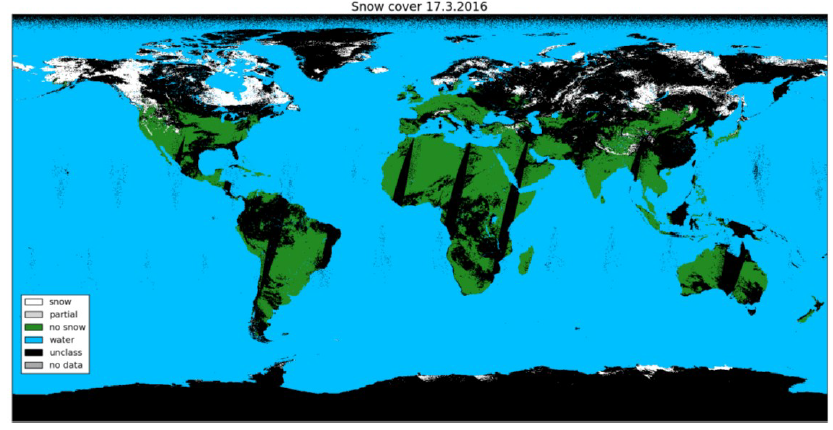 Snow cover 17.3.2016
snow
partial
no snow
water
unclass
no data